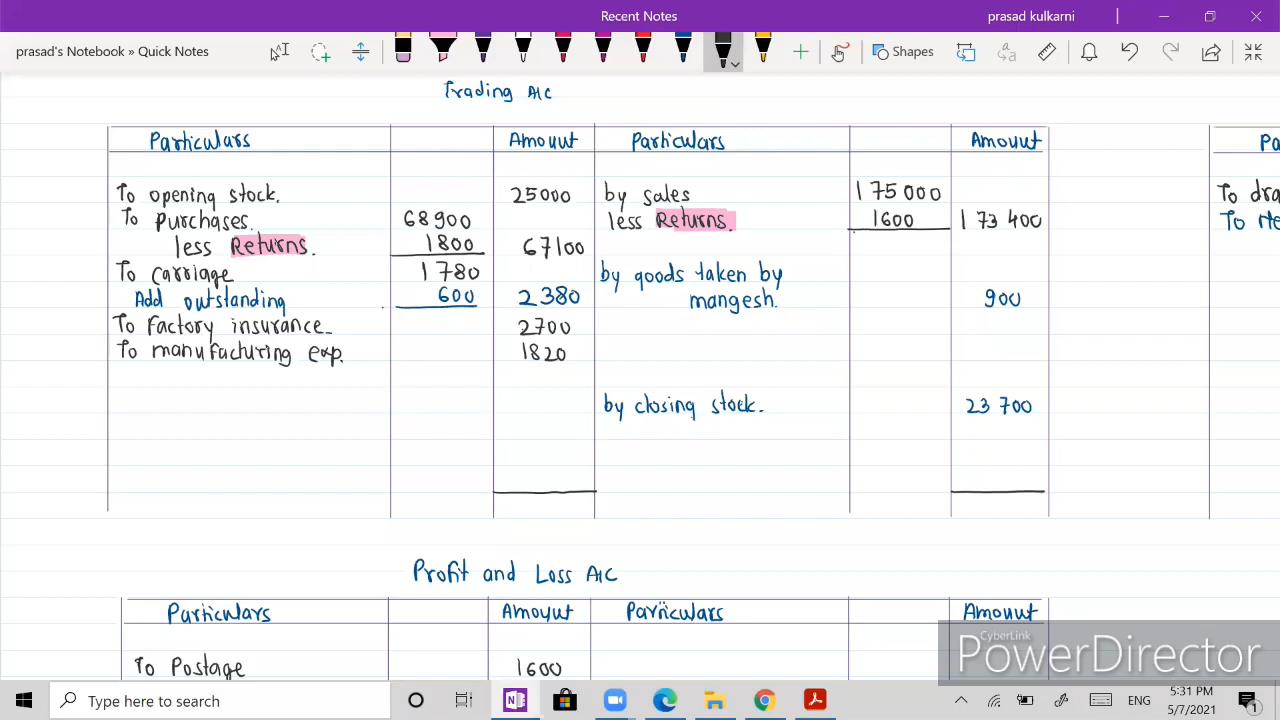 Recent Notes
prasad kulkarni
prasad's Notebook » Quick Notes
Shapes
Trading A/C
Particulars Amount Particulars Amount Pa
To opening stock. 25000 by sales 175000 To dra
To Purchases. 68900 less Returns. 1600 173400
less Returns. 1800 67100
To carriage 1780 by goods taken by
Add outstanding 600 2380 mangesh. 900
To factory insurance 2700
To manufacturing exp. 1820
by closing stock. 23700
Profit and Loss A/C
Particulars Amount Particulars Amount
To Postage 1600
CyberLink
PowerDirector
Type here to search
ENG
5:31 PM
5/7/2021
1